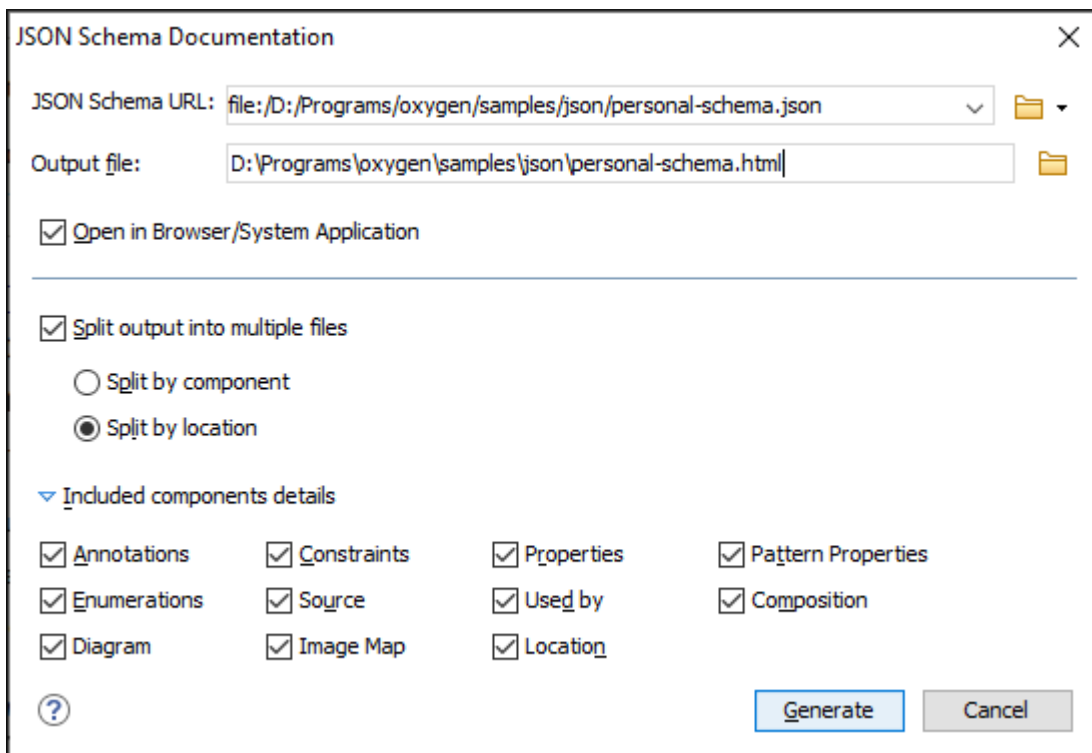 JSON Schema Documentation
JSON Schema URL: file:/D:/Programs/oxygen/samples/json/personal-schema.json
Output file: D:\Programs\oxygen\samples\json\personal-schema.html
Open in Browser/System Application
Split output into multiple files
Split by component
Split by location
Included components details
Annotations Constraints Properties Pattern Properties
Enumerations Source Used by Composition
Diagram Image Map Location
? Generate Cancel